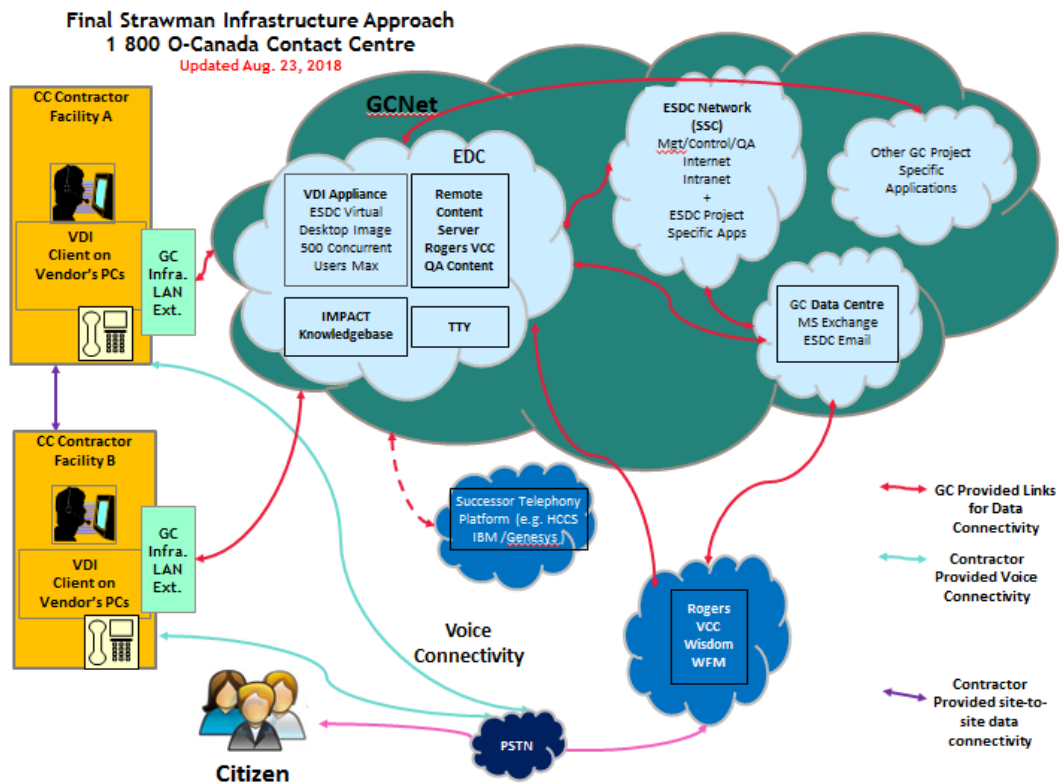 Final Strawman Infrastructure Approach
1 800 O-Canada Contact Centre
Updated Aug. 23, 2018
CC Contractor
Facility A
VDI
Client on
Vendor's PCs
GC
Infra.
LAN
Ext.
CC Contractor
Facility B
VDI
Client on
Vendor's PCs
GC
Infra.
LAN
Ext.
GCNet
EDC
VDI Appliance
ESDC Virtual
Desktop Image
500 Concurrent
Users Max
Remote
Content
Server
Rogers VCC
QA Content
IMPACT
Knowledgebase
TTY
ESDC Network
(SSC)
Mgt/Control/QA
Internet
Intranet
+
ESDC Project
Specific Apps
Other GC Project
Specific
Applications
GC Data Centre
MS Exchange
ESDC Email
Successor Telephony
Platform (e.g. HCCS
IBM /Genesys )
Rogers
VCC
Wisdom
WFM
Voice
Connectivity
PSTN
Citizen
GC Provided Links
for Data
Connectivity
Contractor
Provided Voice
Connectivity
Contractor
Provided site-to-
site data
connectivity